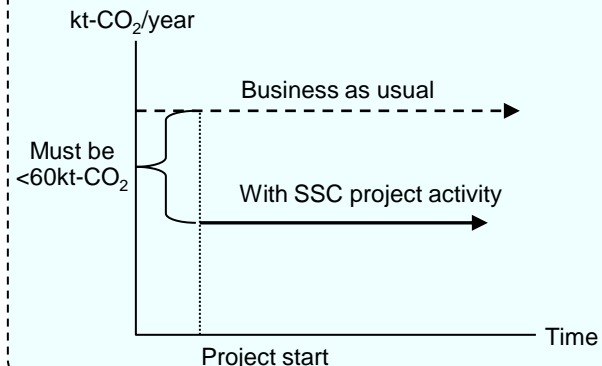 kt-CO₂/year
Business as usual
Must be
<60kt-CO₂
With SSC project activity
Time
Project start